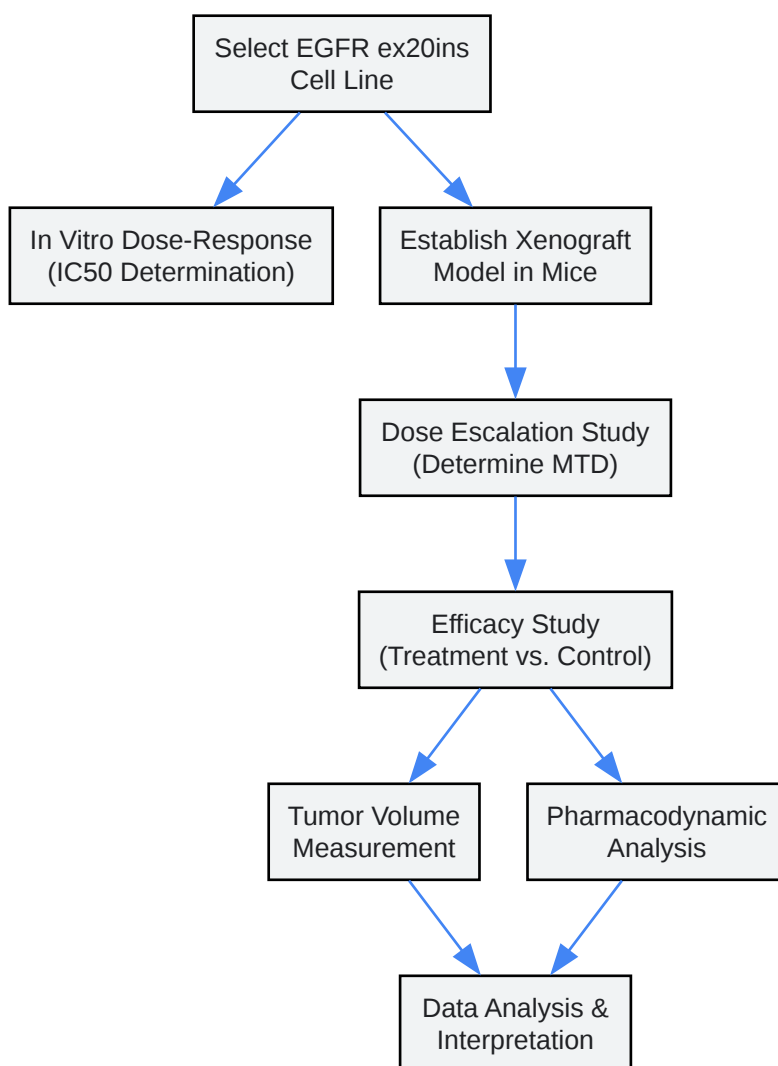 Select EGFR ex20ins
Cell Line
In Vitro Dose-Response
(IC50 Determination)
Establish Xenograft
Model in Mice
Dose Escalation Study
(Determine MTD)
Efficacy Study
(Treatment vs. Control)
Tumor Volume
Measurement
Pharmacodynamic
Analysis
Data Analysis &
Interpretation